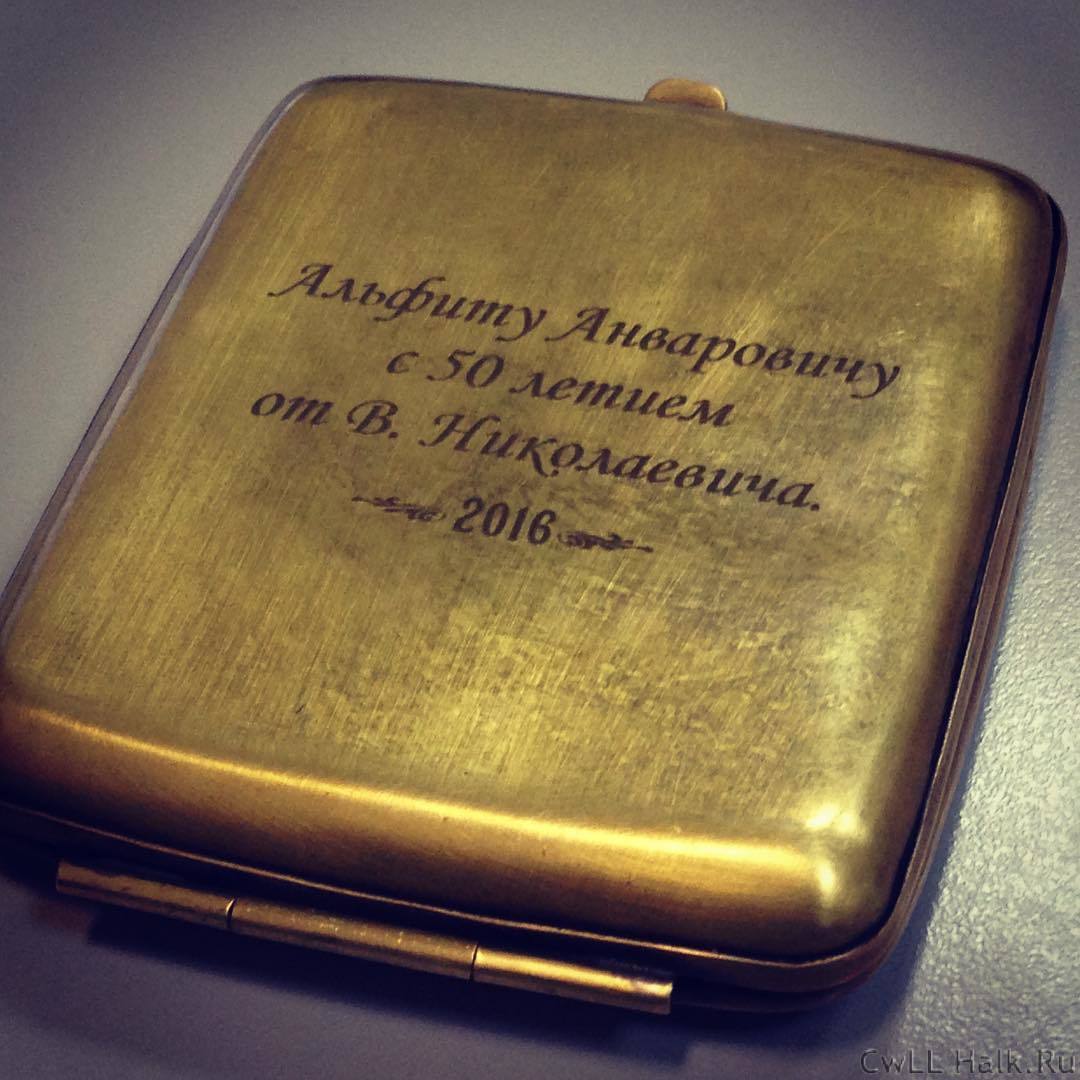 Альфиту Анваровичу
с 50 летием
от В. Николаевича.
2016
CwLL Halk.Ru